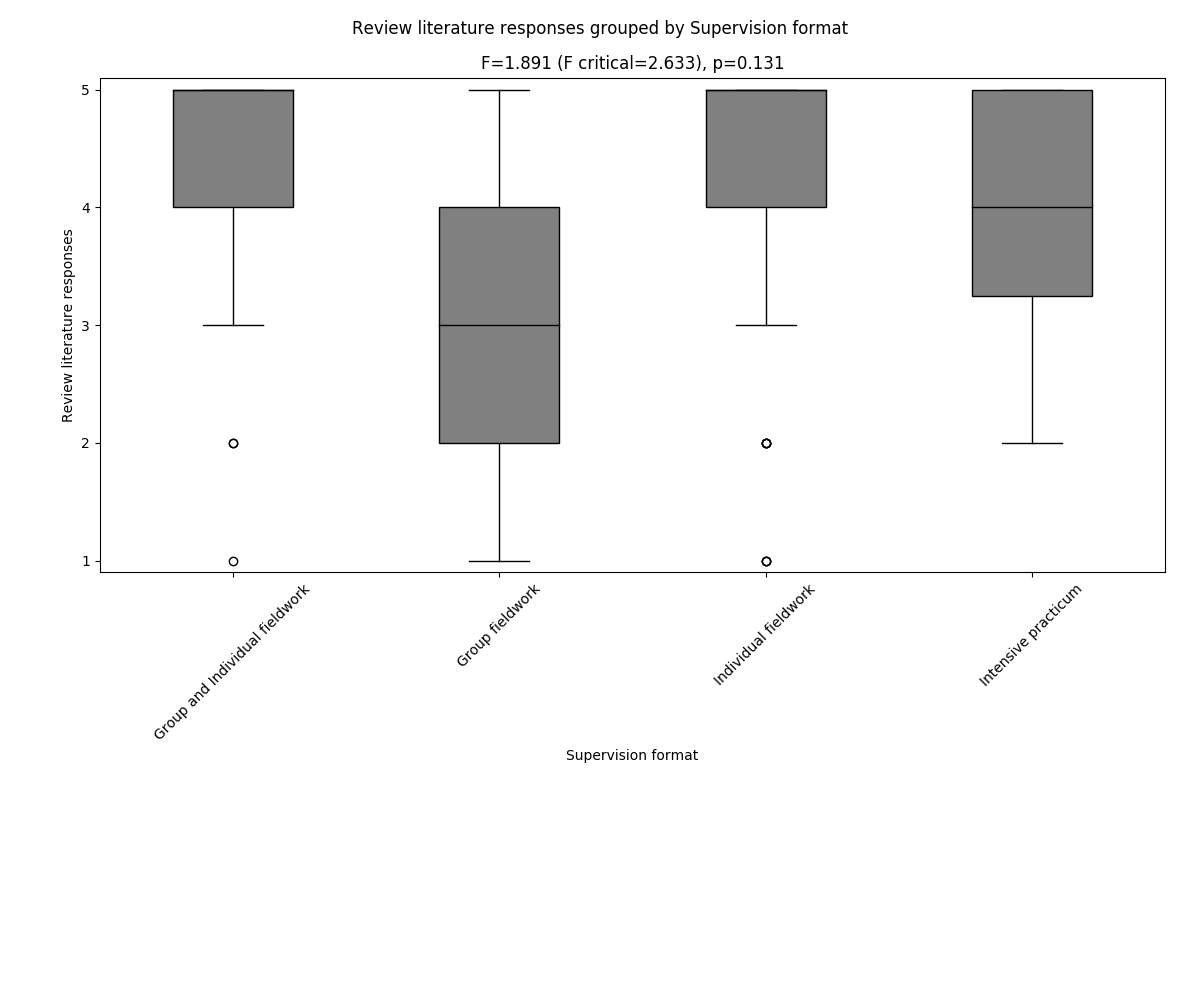 Review literature responses grouped by Supervision format
F=1.891 (F critical=2.633), p=0.131
Review literature responses
5
4
3
2
1
Group and Individual fieldwork
Group fieldwork
Individual fieldwork
Intensive practicum
Supervision format